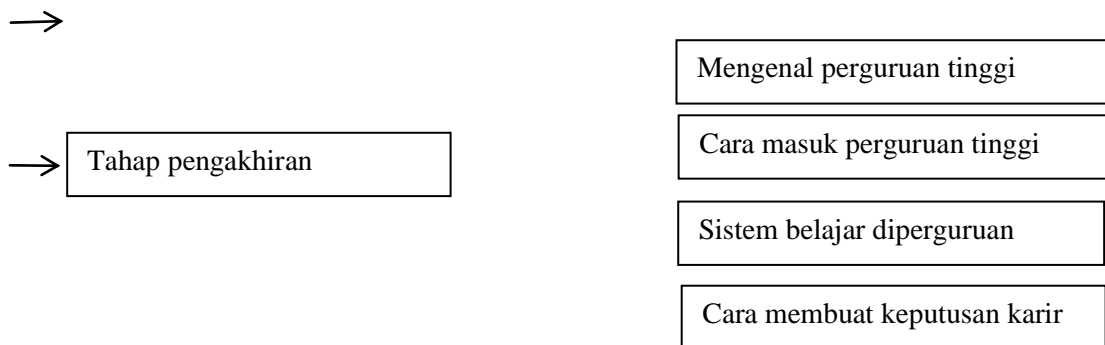 Mengenal perguruan tinggi
Cara masuk perguruan tinggi
Tahap pengakhiran
Sistem belajar diperguruan
Cara membuat keputusan karir